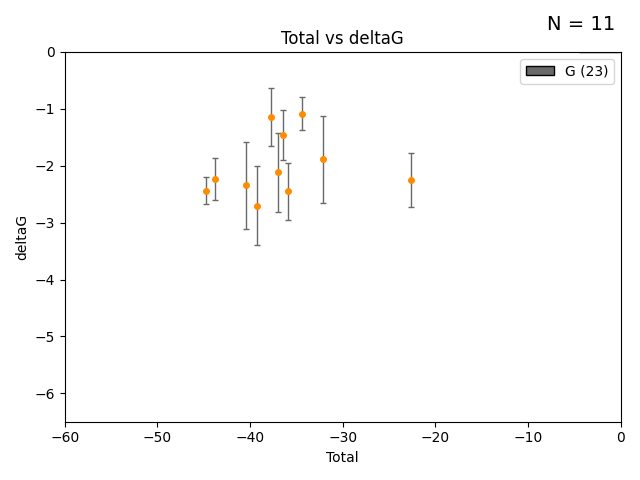 N = 11
Total vs deltaG
G (23)
0
−1
−2
−3
−4
−5
−6
deltaG
−60 −50 −40 −30 −20 −10 0
Total